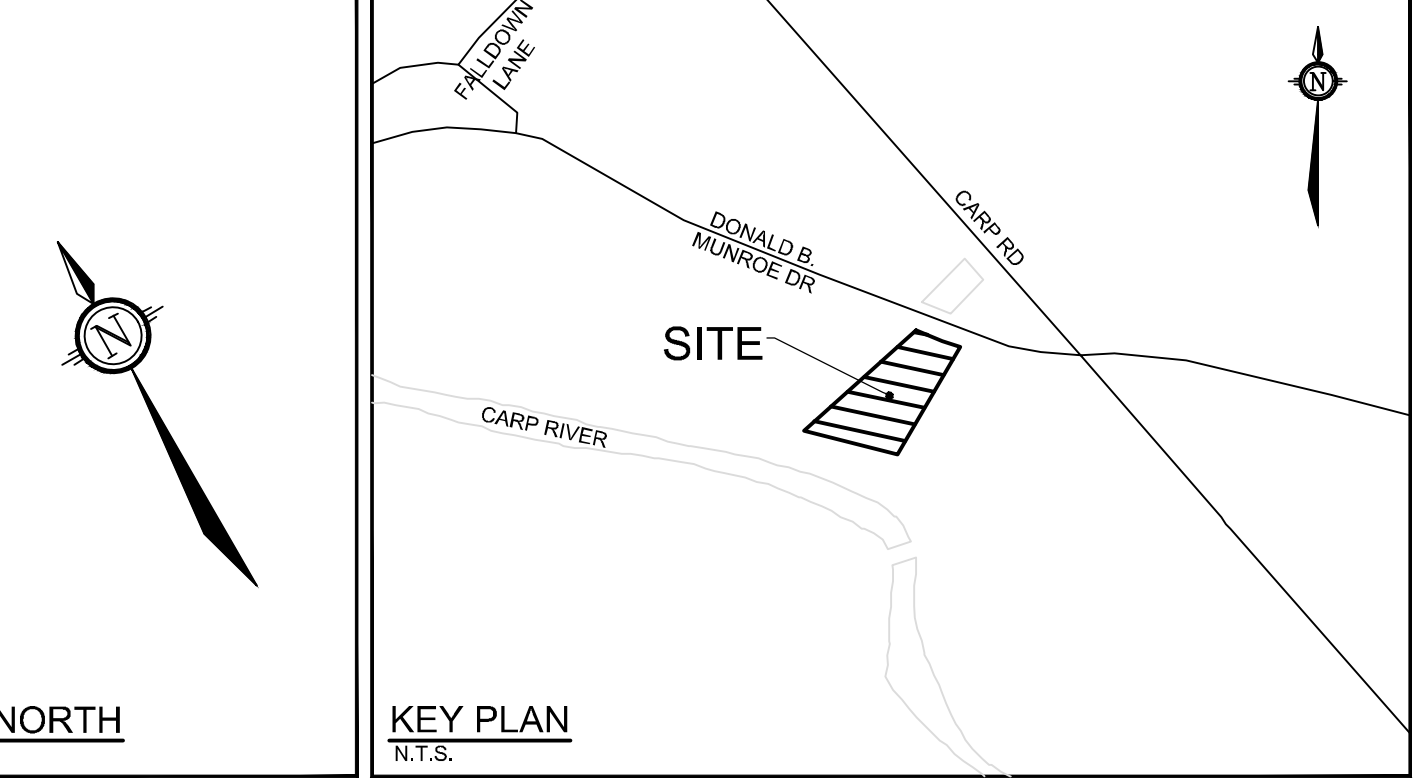 FALLDOWN
LANE
N
CARP RD
DONALD B.
MUNROE DR
N
SITE
CARP RIVER
NORTH
KEY PLAN
N.T.S.